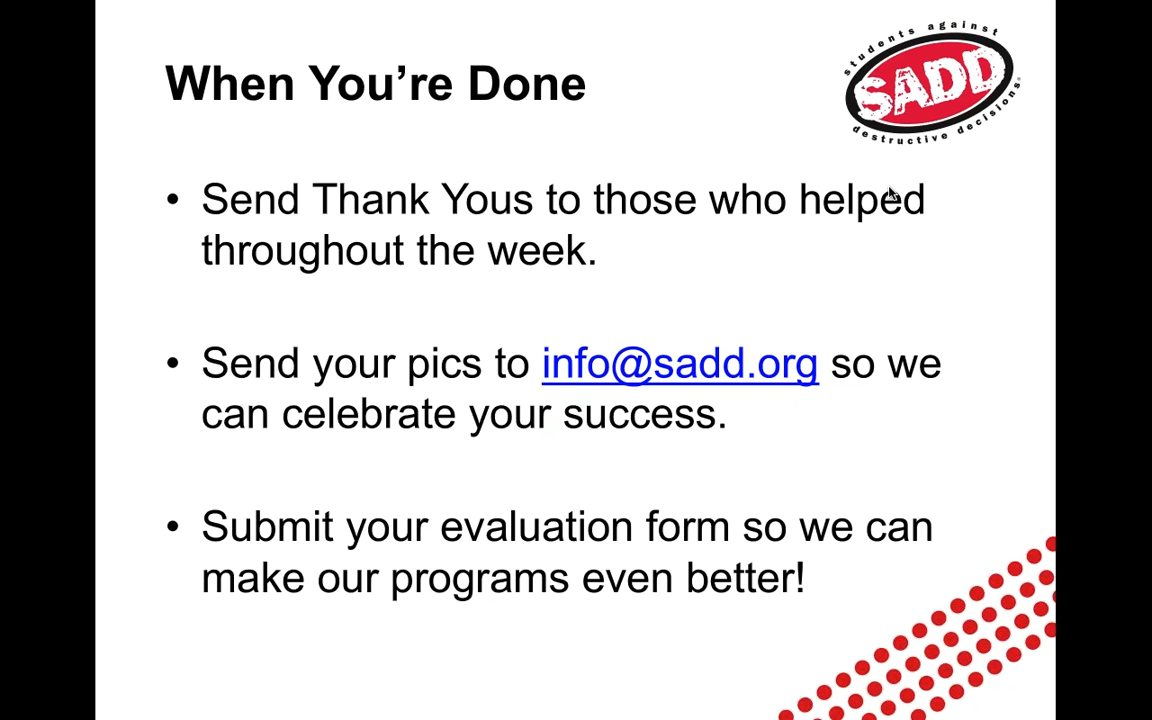 students against
SADD
destructive decisions
When You’re Done
• Send Thank Yous to those who helped
throughout the week.
• Send your pics to info@sadd.org so we
can celebrate your success.
• Submit your evaluation form so we can
make our programs even better!